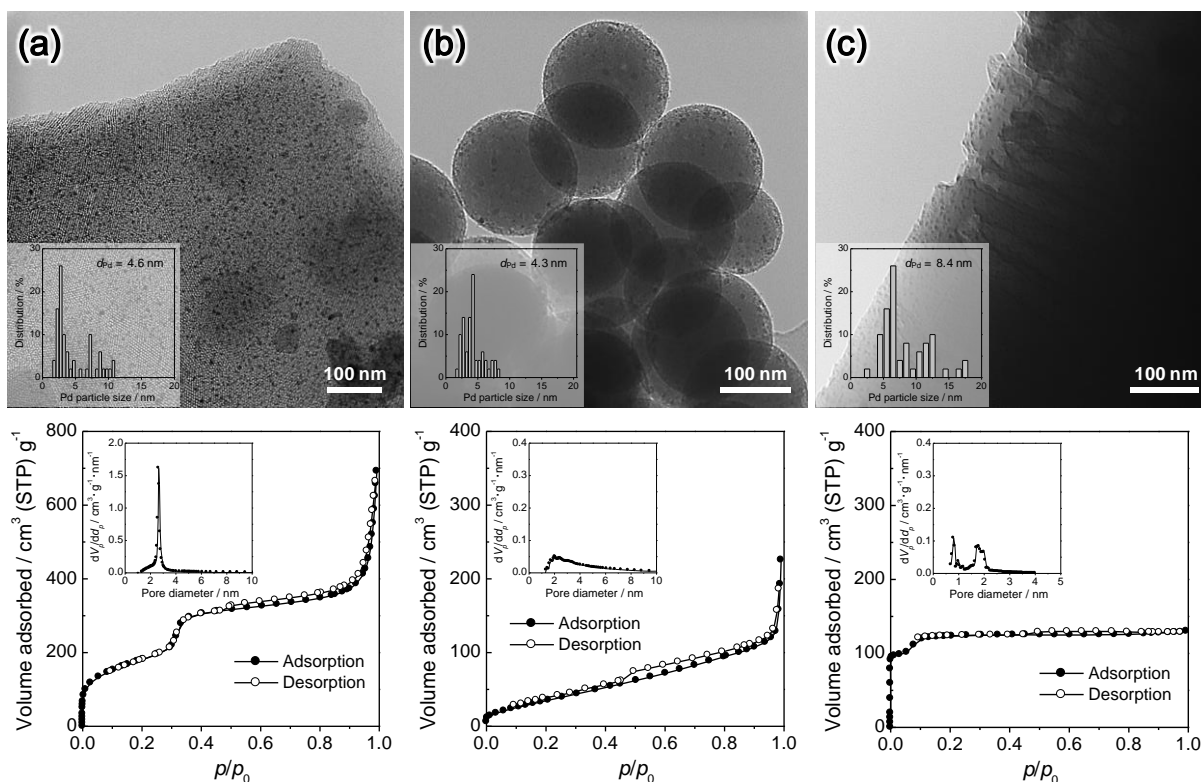 (a)
30
20
10
0
0 5 10 15 20
Distribution / %
Pd particle size / nm
dPd = 4.6 nm
100 nm
(b)
30
20
10
0
0 5 10 15 20
Distribution / %
Pd particle size / nm
dPd = 4.3 nm
100 nm
(c)
30
20
10
0
0 5 10 15 20
Distribution / %
Pd particle size / nm
dPd = 8.4 nm
100 nm
800
600
400
200
0
Volume adsorbed / cm³ (STP) g⁻¹
2.0
1.5
1.0
0.5
0.0
0 2 4 6 8 10
dVp/ddp / cm³·g⁻¹·nm⁻¹
Pore diameter / nm
Adsorption
Desorption
0.0 0.2 0.4 0.6 0.8 1.0
p/p₀
400
300
200
100
0
Volume adsorbed / cm³ (STP) g⁻¹
0.4
0.3
0.2
0.1
0.0
0 2 4 6 8 10
dVp/ddp / cm³·g⁻¹·nm⁻¹
Pore diameter / nm
Adsorption
Desorption
0.0 0.2 0.4 0.6 0.8 1.0
p/p₀
400
300
200
100
0
Volume adsorbed / cm³ (STP) g⁻¹
0.4
0.3
0.2
0.1
0.0
0 1 2 3 4 5
dVp/ddp / cm³·g⁻¹·nm⁻¹
Pore diameter / nm
Adsorption
Desorption
0.0 0.2 0.4 0.6 0.8 1.0
p/p₀